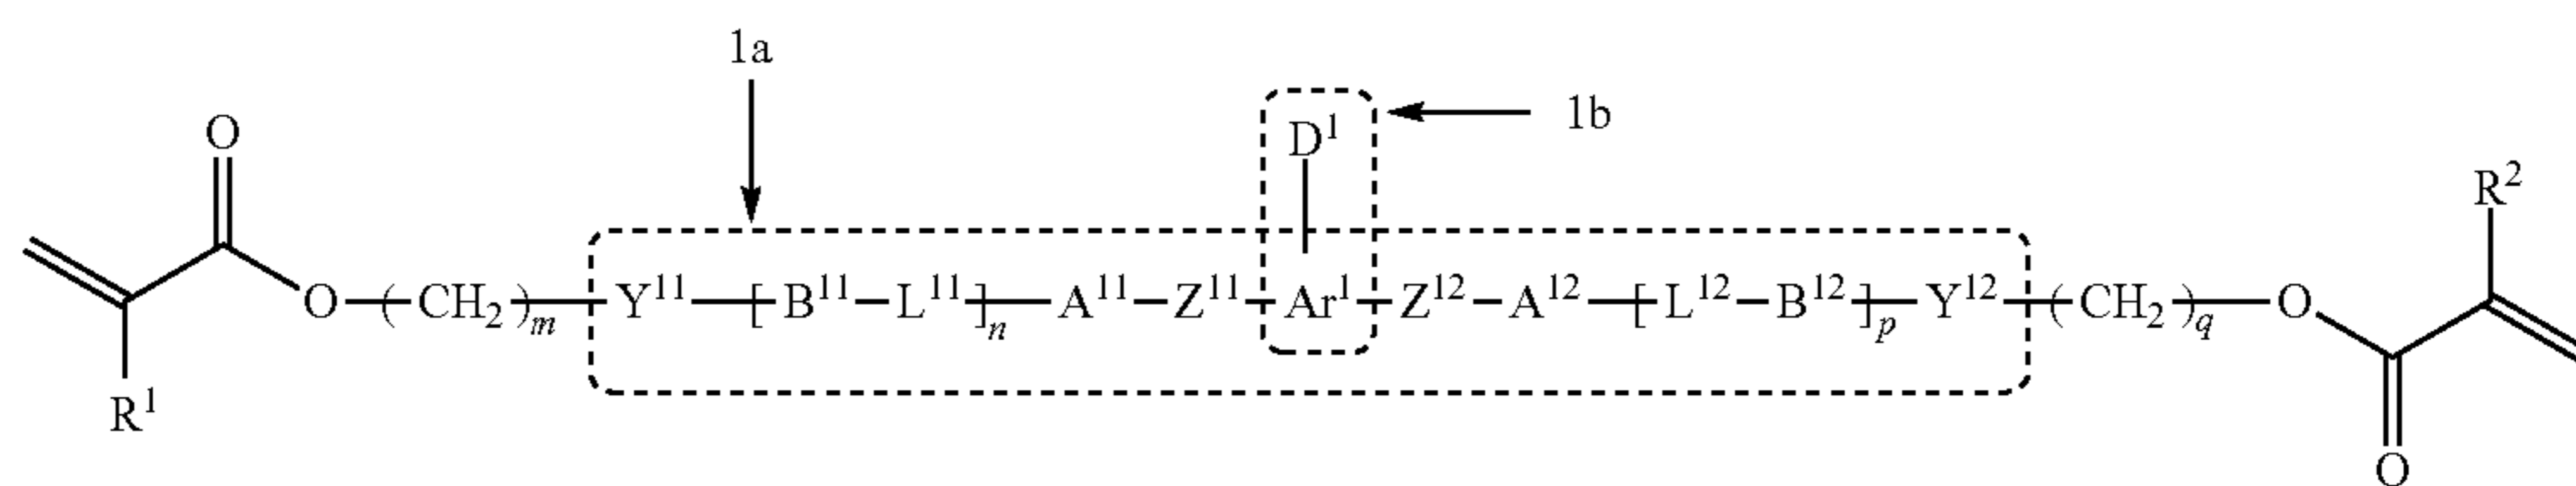 1a
1b
O
D¹
R²
O—(CH₂)ₘ—Y¹¹—[B¹¹—L¹¹]ₙ—A¹¹—Z¹¹—Ar¹—Z¹²—A¹²—[L¹²—B¹²]ₚ—Y¹²—(CH₂)q—O
R¹
O